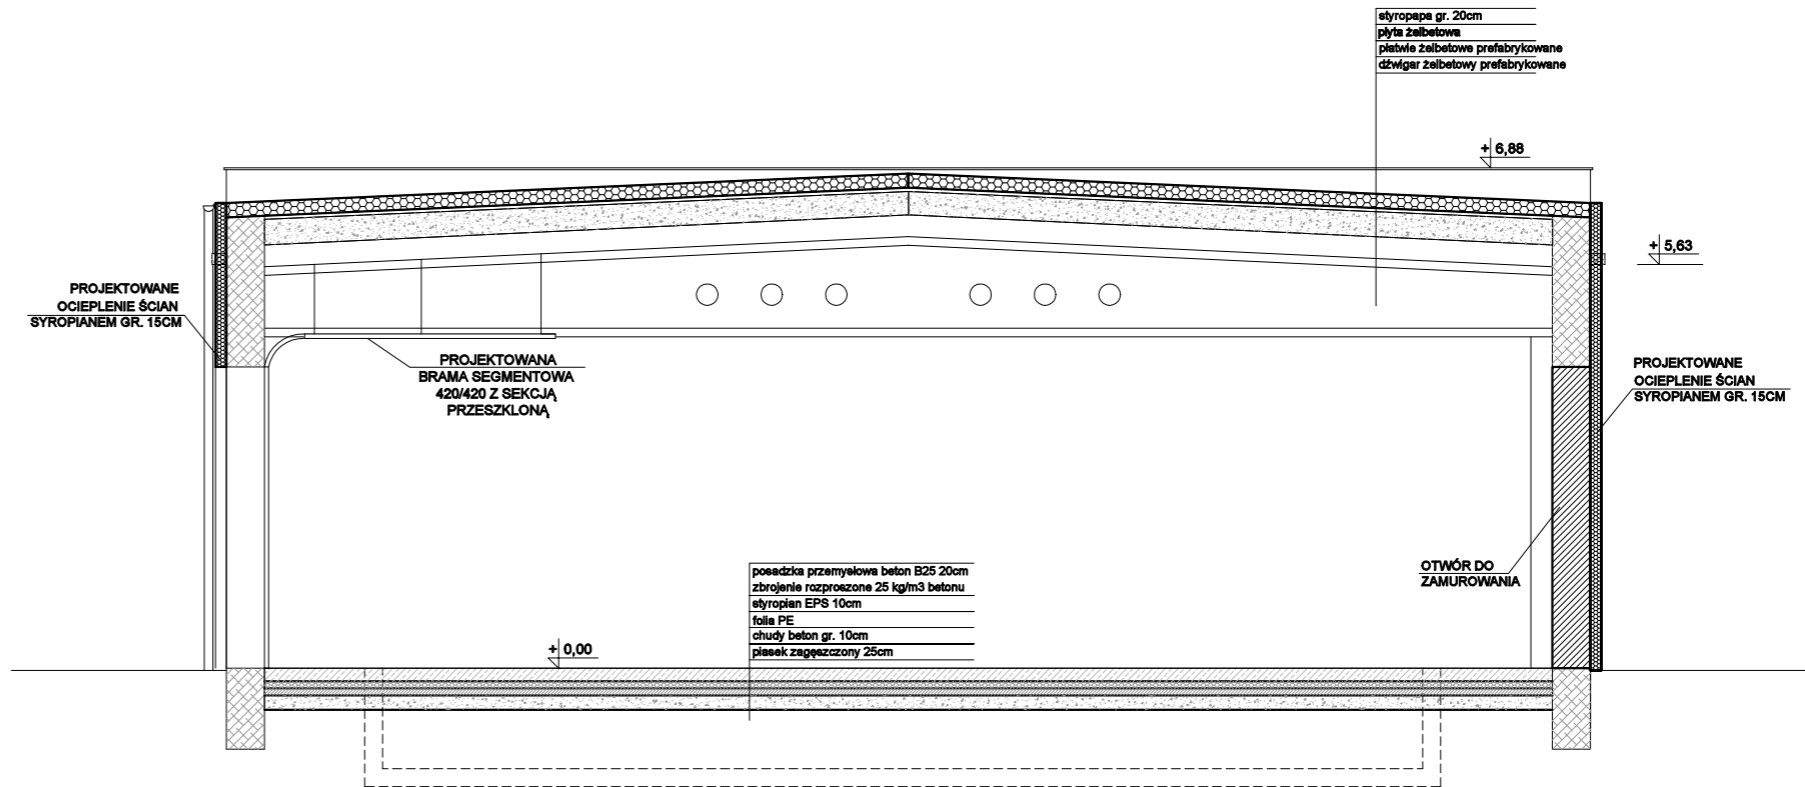 styropapa gr. 20cm
płyta żelbetowa
płatwie żelbetowe prefabrykowane
dźwigar żelbetowy prefabrykowane
+ 6,88
+ 5,63
PROJEKTOWANE
OCIEPLENIE ŚCIAN
SYROPIANEM GR. 15CM
PROJEKTOWANA
BRAMA SEGMENTOWA
420/420 Z SEKCJĄ
PRZESZKLONĄ
PROJEKTOWANE
OCIEPLENIE ŚCIAN
SYROPIANEM GR. 15CM
OTWÓR DO
ZAMUROWANIA
posadzka przemysłowa beton B25 20cm
zbrojenie rozproszone 25 kg/m3 betonu
styropian EPS 10cm
folia PE
chudy beton gr. 10cm
piasek zagęszczony 25cm
+ 0,00